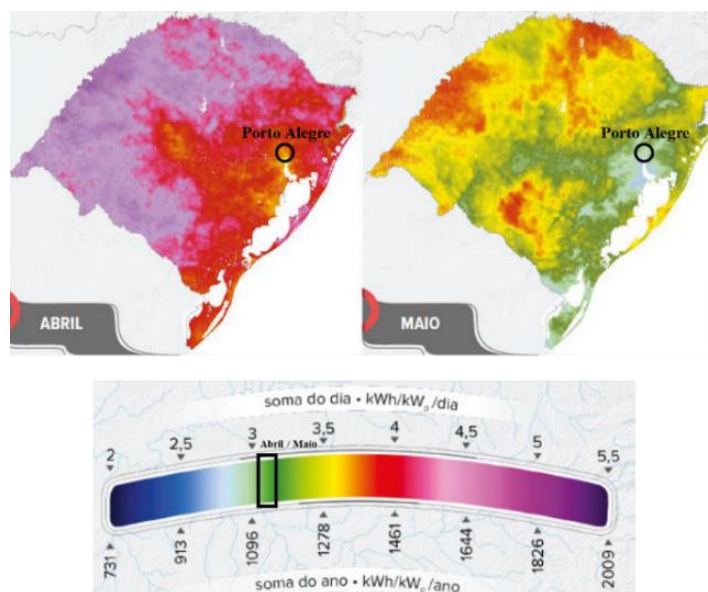 Porto Alegre
Porto Alegre
ABRIL
MAIO
soma do dia • kWh/kWp/dia
Abril / Maio
2 2,5 3 3,5 4 4,5 5 5,5
731 913 1096 1278 1461 1644 1826 2009
soma do ano • kWh/kWp/ano